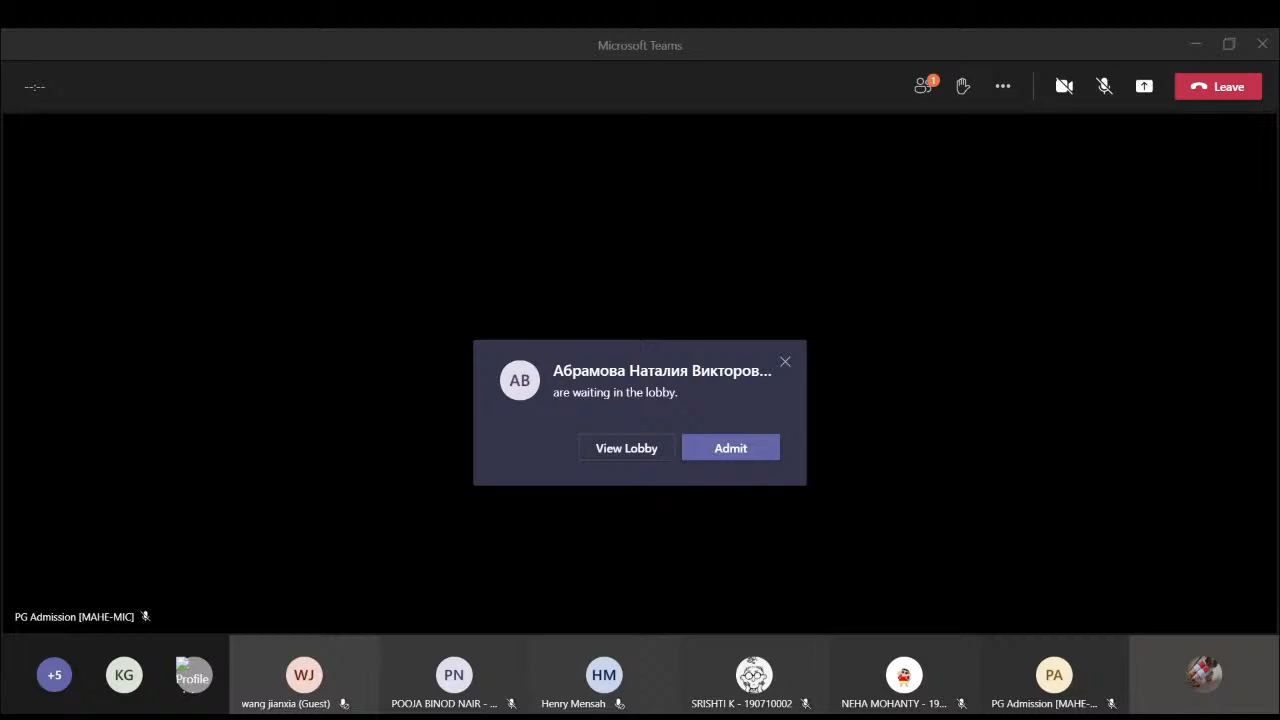 Microsoft Teams
--:--
1
Leave
AB
Абрамова Наталия Викторов...
are waiting in the lobby.
View Lobby
Admit
PG Admission [MAHE-MIC]
+5
KG
Profile
WJ
PN
HM
PA
wang jianxia (Guest)
POOJA BINOD NAIR - ...
Henry Mensah
SRISHTI K - 190710002
NEHA MOHANTY - 19...
PG Admission [MAHE-...